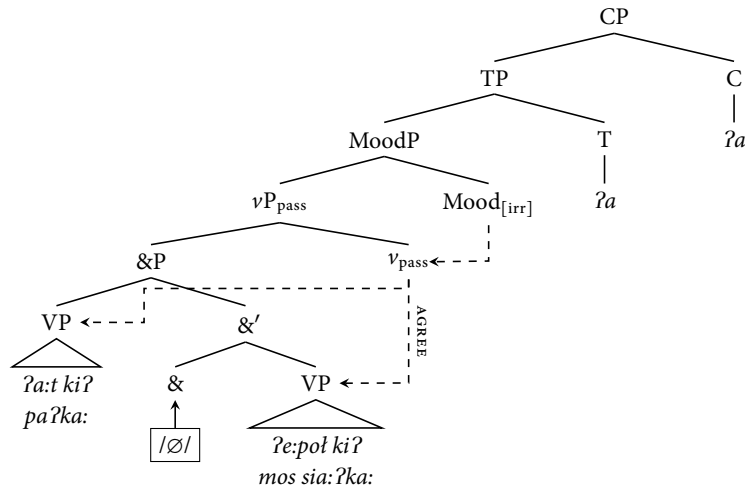 CP
TP C
MoodP T ʔa
vPpass Mood[irr] ʔa
&P vpass
VP &′ AGREE
ʔa:t kiʔ & VP
paʔka: /∅/ ʔe:poł kiʔ
mos sia:ʔka: